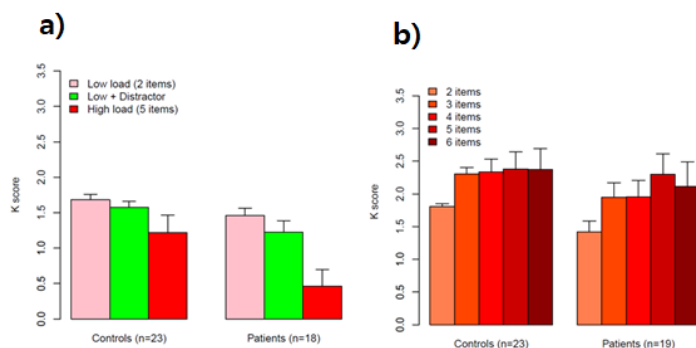 a)
3.5
3.0
2.5
2.0
1.5
1.0
0.5
0.0
K score
Low load (2 items)
Low + Distractor
High load (5 items)
Controls (n=23)
Patients (n=18)
b)
3.5
3.0
2.5
2.0
1.5
1.0
0.5
0.0
K score
2 items
3 items
4 items
5 items
6 items
Controls (n=23)
Patients (n=19)